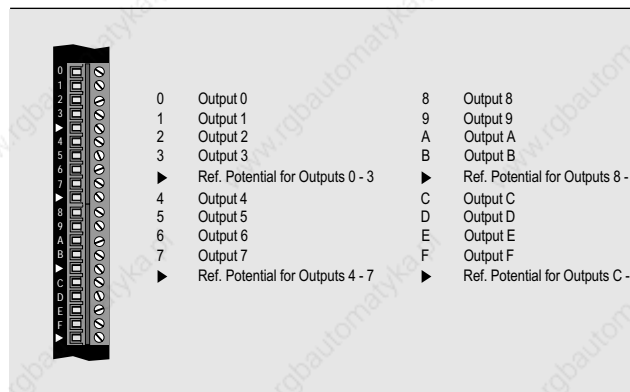 0 Output 0
1 Output 1
2 Output 2
3 Output 3
▶ Ref. Potential for Outputs 0 - 3
4 Output 4
5 Output 5
6 Output 6
7 Output 7
▶ Ref. Potential for Outputs 4 - 7
8 Output 8
9 Output 9
A Output A
B Output B
▶ Ref. Potential for Outputs 8 -
C Output C
D Output D
E Output E
F Output F
▶ Ref. Potential for Outputs C -
0
1
2
3
▶
4
5
6
7
▶
8
9
A
B
▶
C
D
E
F
▶
www.rgbautomatyka.pl